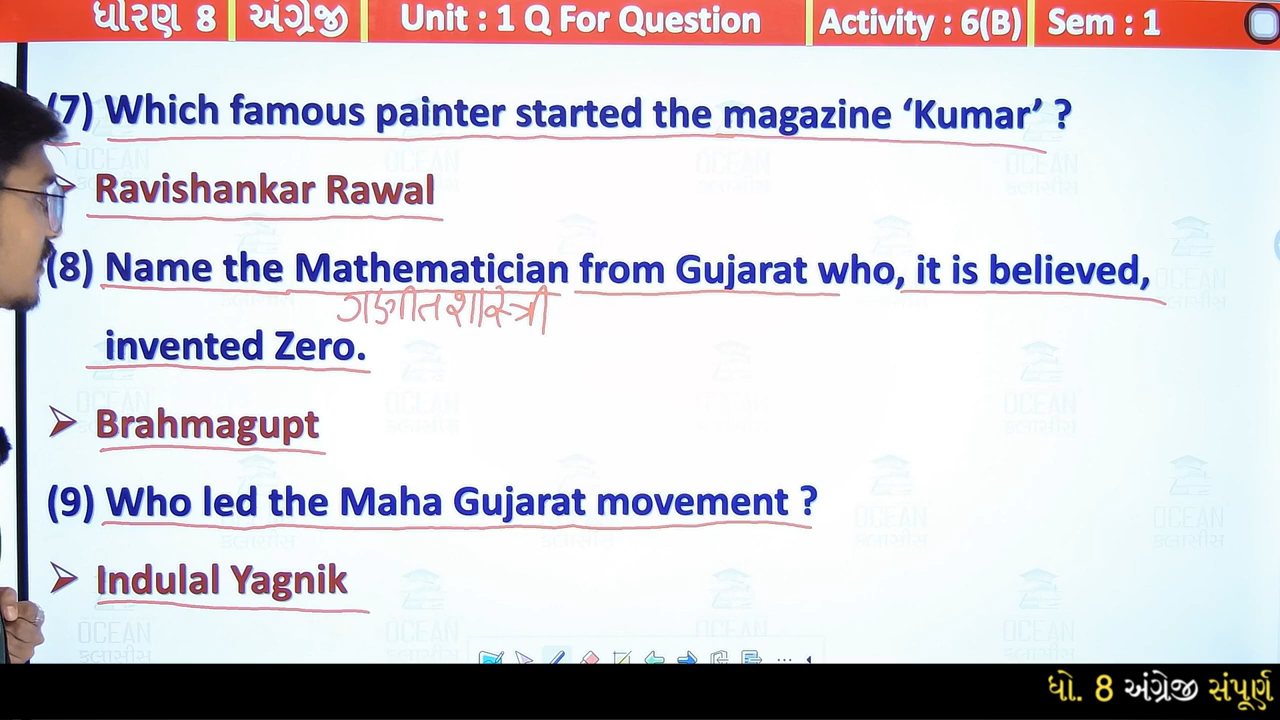 ધોરણ 8 અંગ્રેજી Unit : 1 Q For Question Activity : 6(B) Sem : 1
(7) Which famous painter started the magazine ‘Kumar’ ?
➢ Ravishankar Rawal
(8) Name the Mathematician from Gujarat who, it is believed,
ગણીતશાસ્ત્રી
invented Zero.
➢ Brahmagupt
(9) Who led the Maha Gujarat movement ?
➢ Indulal Yagnik
OCEAN
કલાસીસ
ધો. 8 અંગ્રેજી સંપૂર્ણ